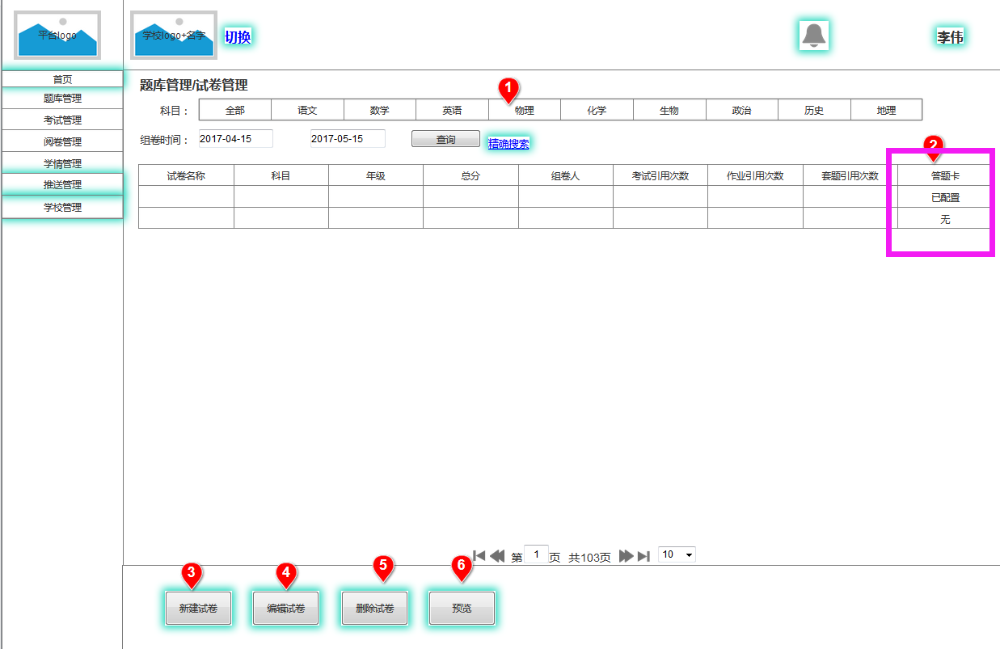 平台logo
学校logo+名字
切换
李伟
首页
题库管理
考试管理
阅卷管理
学情管理
推送管理
学校管理
题库管理/试卷管理
1
科目： 全部 语文 数学 英语 物理 化学 生物 政治 历史 地理
组卷时间： 2017-04-15 2017-05-15 查询 精确搜索
2
试卷名称 科目 年级 总分 组卷人 考试引用次数 作业引用次数 套题引用次数 答题卡
已配置
无
第 1 页 共103页 10
3 4 5 6
新建试卷 编辑试卷 删除试卷 预览